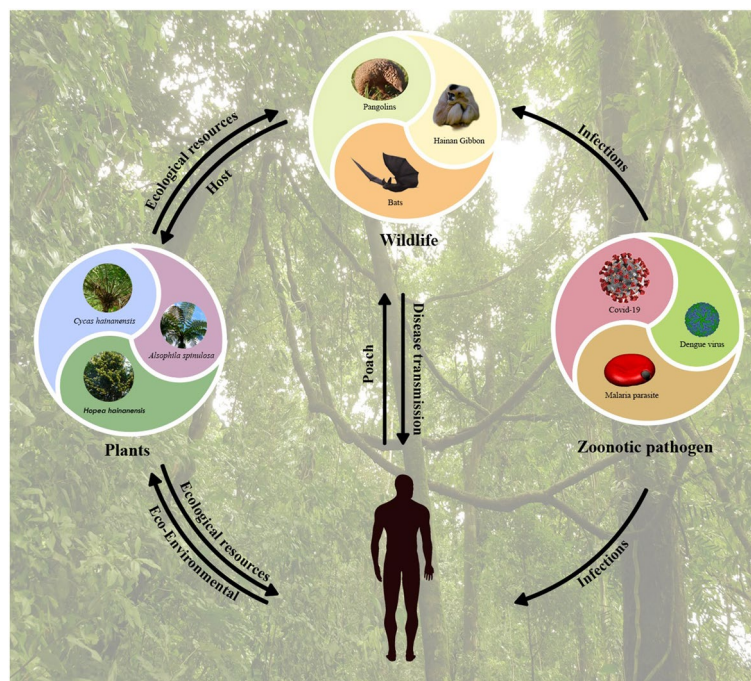 Pangolins
Hainan Gibbon
Bats
Wildlife
Ecological resources
Host
Infections
Cycas hainanensis
Alsophila spinulosa
Hopea hainanensis
Plants
Covid-19
Dengue virus
Malaria parasite
Zoonotic pathogen
Poach
Disease transmission
Ecological resources
Eco-Environmental
Infections